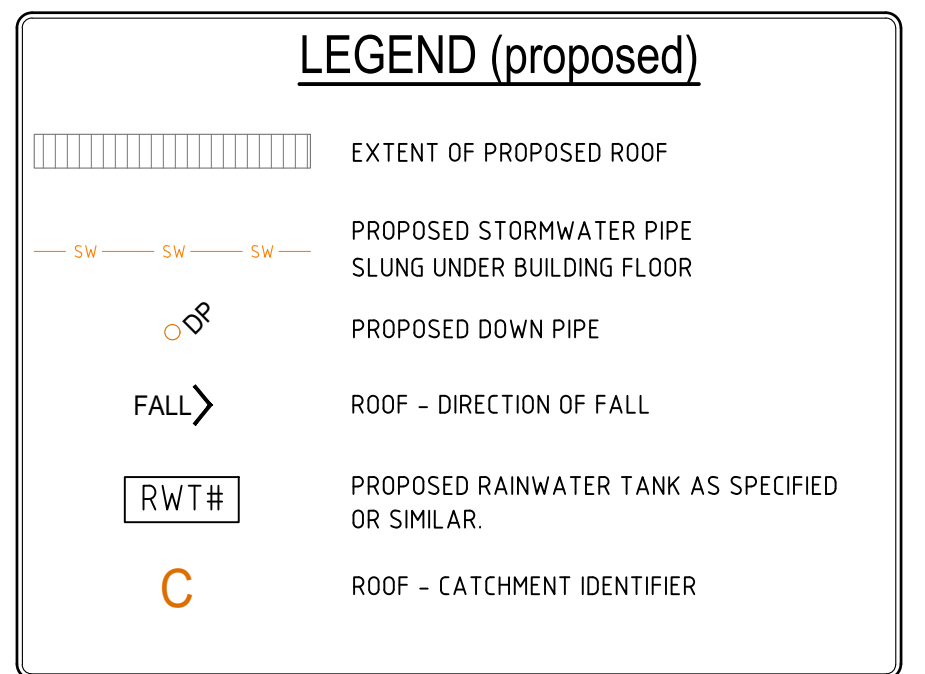 LEGEND (proposed)
EXTENT OF PROPOSED ROOF
SW SW SW
PROPOSED STORMWATER PIPE
SLUNG UNDER BUILDING FLOOR
DP
PROPOSED DOWN PIPE
FALL
ROOF - DIRECTION OF FALL
RWT#
PROPOSED RAINWATER TANK AS SPECIFIED
OR SIMILAR.
C
ROOF - CATCHMENT IDENTIFIER